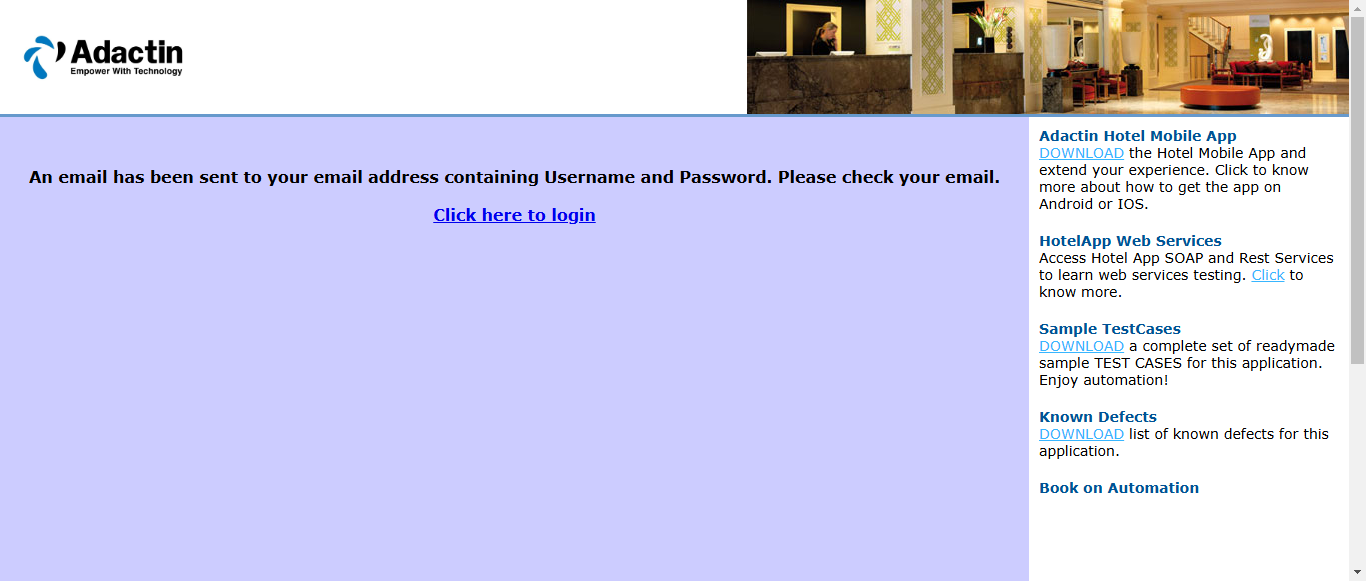 Adactin
Empower With Technology
An email has been sent to your email address containing Username and Password. Please check your email.
Click here to login
Adactin Hotel Mobile App
DOWNLOAD the Hotel Mobile App and
extend your experience. Click to know
more about how to get the app on
Android or IOS.
HotelApp Web Services
Access Hotel App SOAP and Rest Services
to learn web services testing. Click to
know more.
Sample TestCases
DOWNLOAD a complete set of readymade
sample TEST CASES for this application.
Enjoy automation!
Known Defects
DOWNLOAD list of known defects for this
application.
Book on Automation